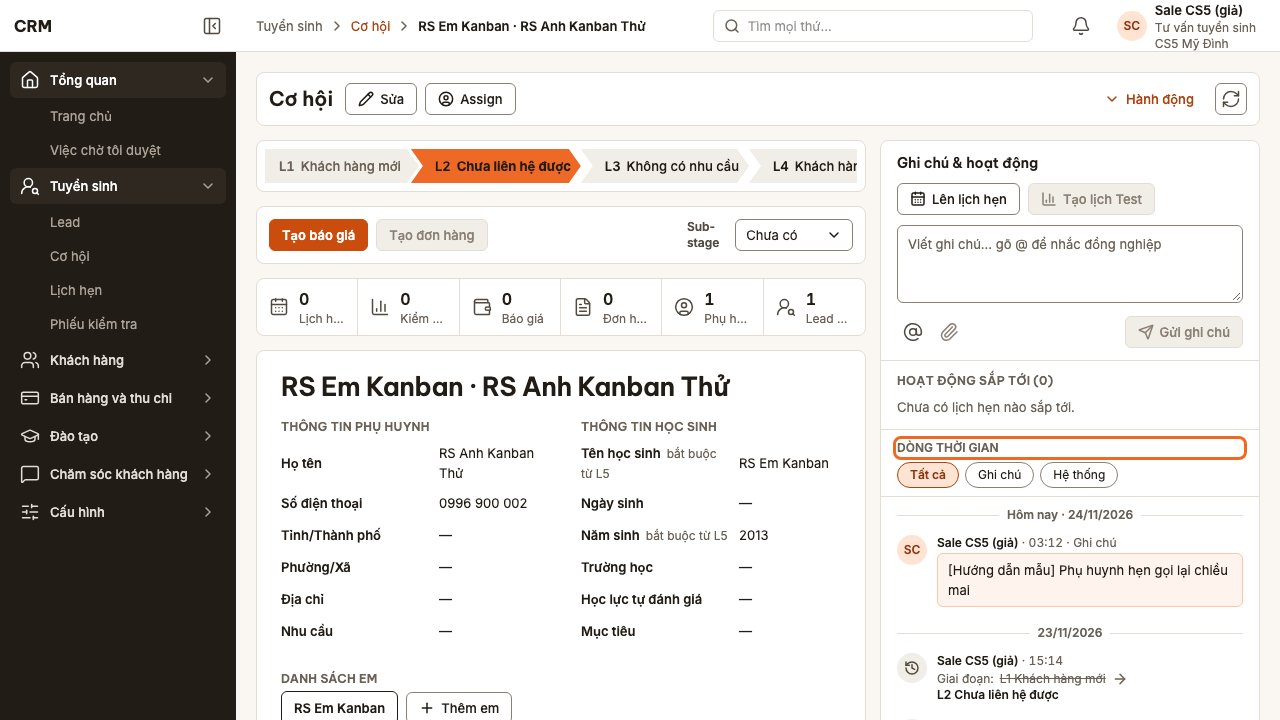 CRM
Tuyển sinh
Cơ hội
RS Em Kanban · RS Anh Kanban Thử
Tìm mọi thứ...
SC
Sale CS5 (giả)
Tư vấn tuyển sinh
CS5 Mỹ Đình
Tổng quan
Trang chủ
Việc chờ tôi duyệt
Tuyển sinh
Lead
Cơ hội
Lịch hẹn
Phiếu kiểm tra
Khách hàng
Bán hàng và thu chi
Đào tạo
Chăm sóc khách hàng
Cấu hình
Cơ hội
Sửa
Assign
Hành động
L1 Khách hàng mới
L2 Chưa liên hệ được
L3 Không có nhu cầu
L4 Khách hàn
Tạo báo giá
Tạo đơn hàng
Sub-
stage
Chưa có
0
Lịch h...
0
Kiểm ...
0
Báo giá
0
Đơn h...
1
Phụ h...
1
Lead ...
RS Em Kanban · RS Anh Kanban Thử
THÔNG TIN PHỤ HUYNH
Họ tên
RS Anh Kanban
Thử
Số điện thoại
0996 900 002
Tỉnh/Thành phố
—
Phường/Xã
—
Địa chỉ
—
Nhu cầu
—
THÔNG TIN HỌC SINH
Tên học sinh bắt buộc
từ L5
RS Em Kanban
Ngày sinh
—
Năm sinh bắt buộc từ L5
2013
Trường học
—
Học lực tự đánh giá
—
Mục tiêu
—
DANH SÁCH EM
RS Em Kanban
Thêm em
Ghi chú & hoạt động
Lên lịch hẹn
Tạo lịch Test
Viết ghi chú... gõ @ để nhắc đồng nghiệp
Gửi ghi chú
HOẠT ĐỘNG SẮP TỚI (0)
Chưa có lịch hẹn nào sắp tới.
DÒNG THỜI GIAN
Tất cả
Ghi chú
Hệ thống
Hôm nay · 24/11/2026
SC
Sale CS5 (giả) · 03:12 · Ghi chú
[Hướng dẫn mẫu] Phụ huynh hẹn gọi lại chiều
mai
23/11/2026
Sale CS5 (giả) · 15:14
Giai đoạn: L1 Khách hàng mới →
L2 Chưa liên hệ được